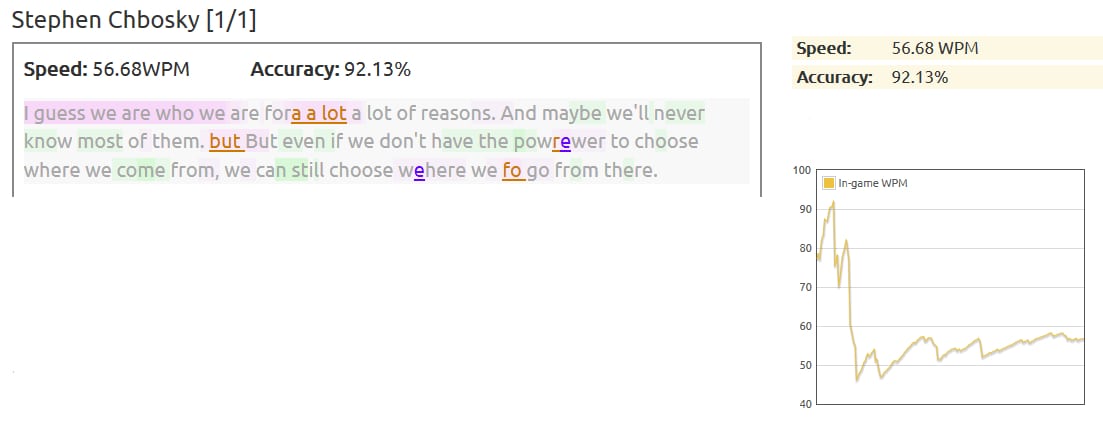 Stephen Chbosky [1/1]
Speed: 56.68WPM Accuracy: 92.13%
I guess we are who we are fora a lot a lot of reasons. And maybe we'll never
know most of them. but But even if we don't have the powrewer to choose
where we come from, we can still choose wehere we fo go from there.
Speed: 56.68 WPM
Accuracy: 92.13%
In-game WPM
100
90
80
70
60
50
40